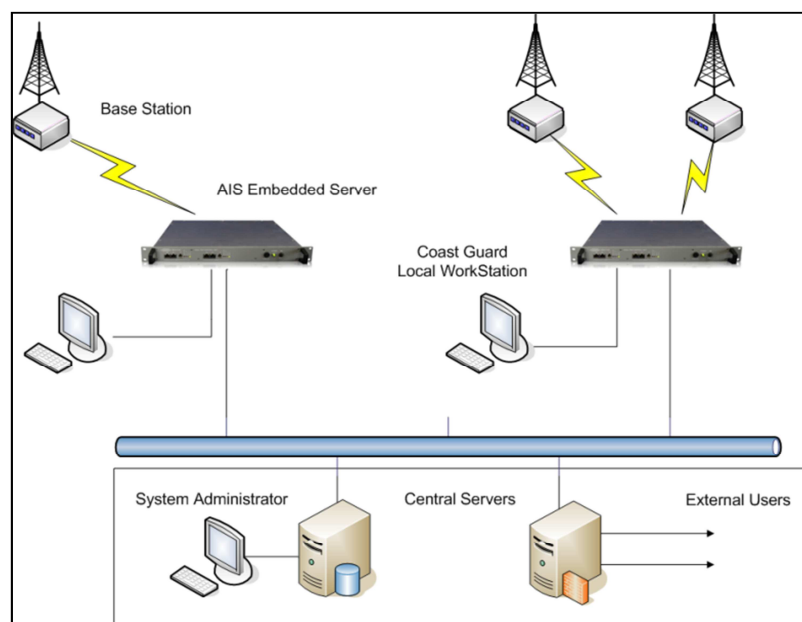 Base Station
AIS Embedded Server
Coast Guard
Local WorkStation
System Administrator
Central Servers
External Users